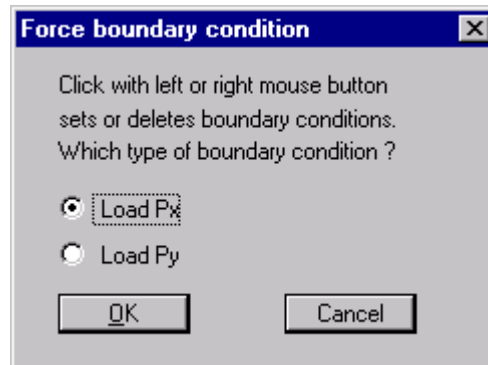 Force boundary condition
Click with left or right mouse button
sets or deletes boundary conditions.
Which type of boundary condition ?
Load Px
Load Py
OK Cancel